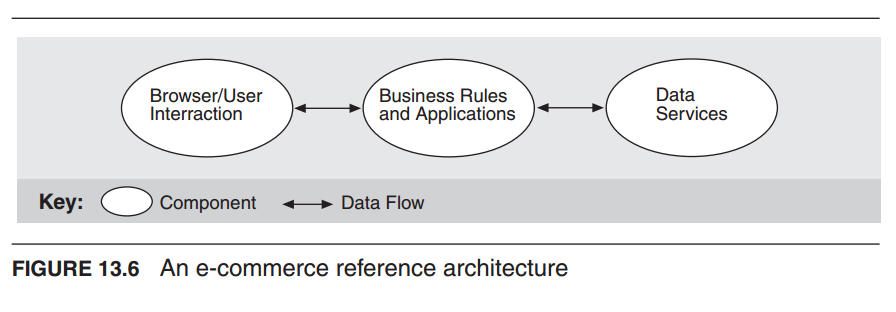 Browser/User
Interraction
Business Rules
and Applications
Data
Services
Key:
Component
Data Flow
FIGURE 13.6 An e-commerce reference architecture